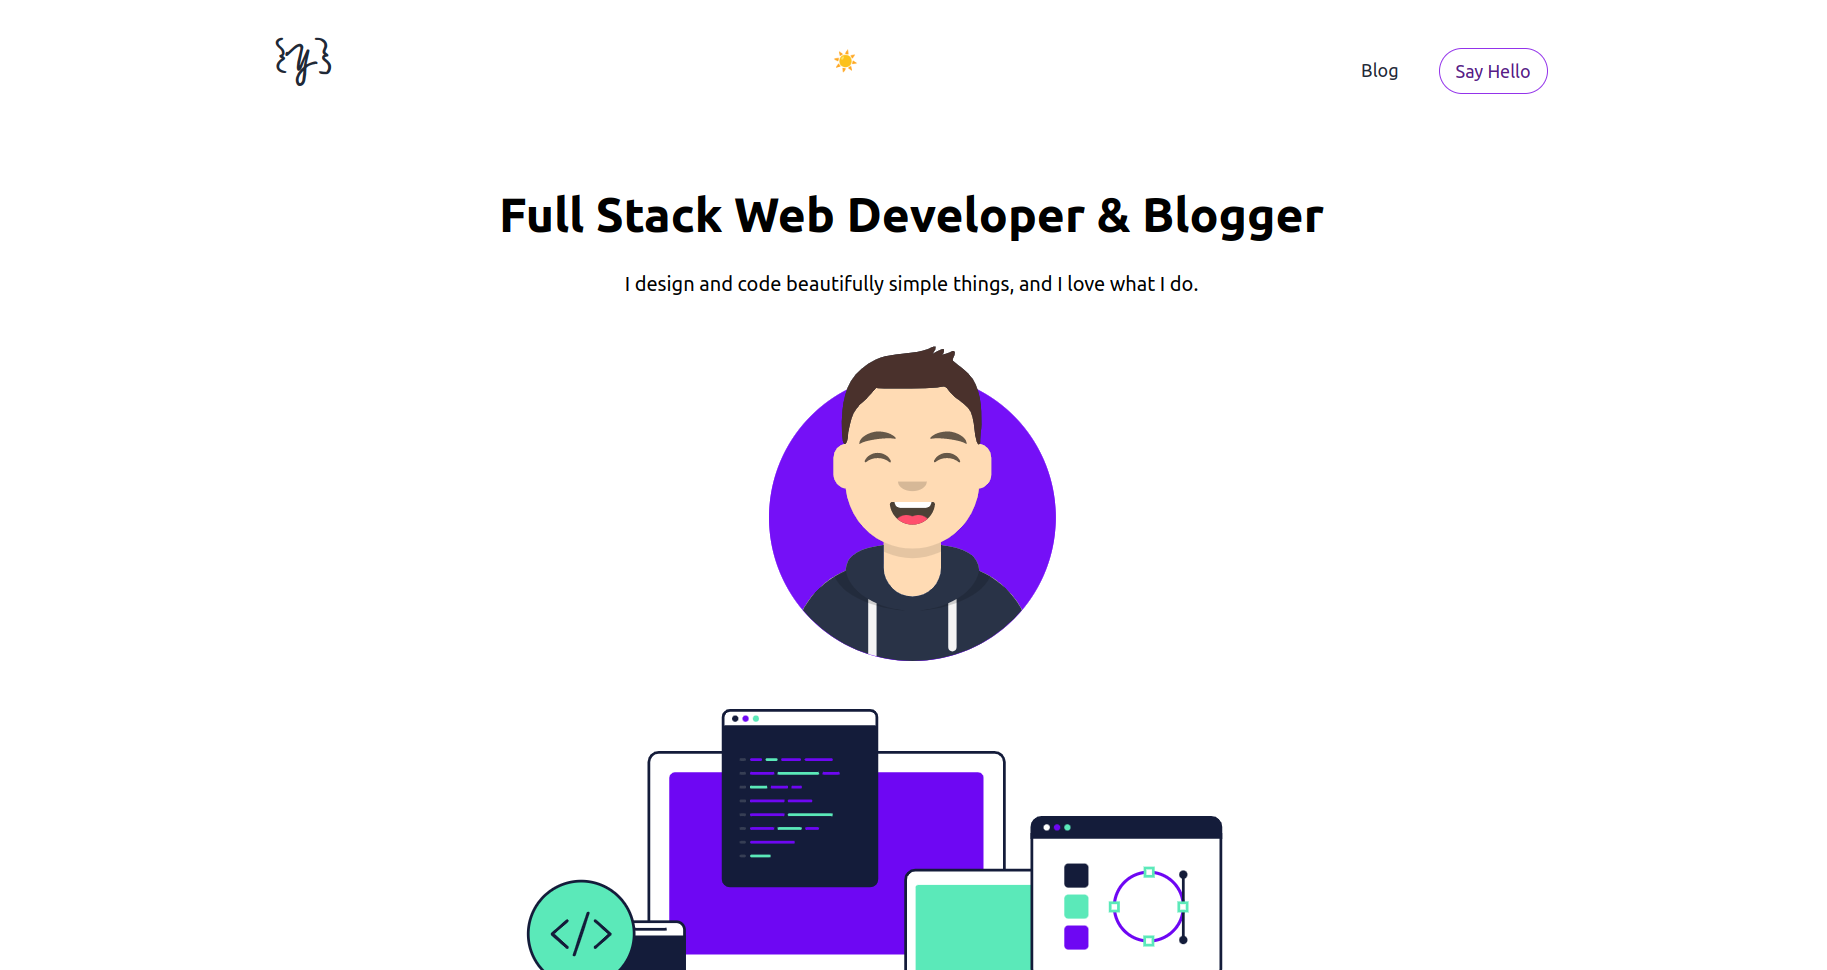 {y}
Blog
Say Hello
Full Stack Web Developer & Blogger
I design and code beautifully simple things, and I love what I do.
</>